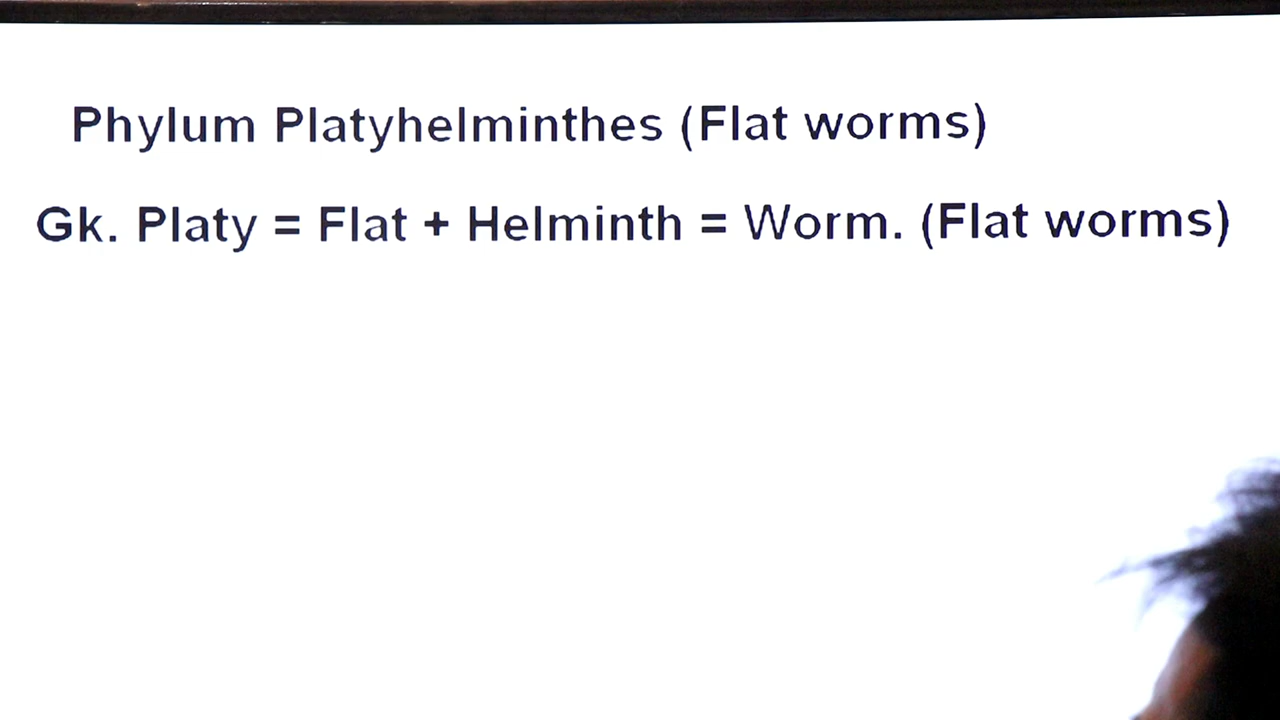 Phylum Platyhelminthes (Flat worms)
Gk. Platy = Flat + Helminth = Worm. (Flat worms)